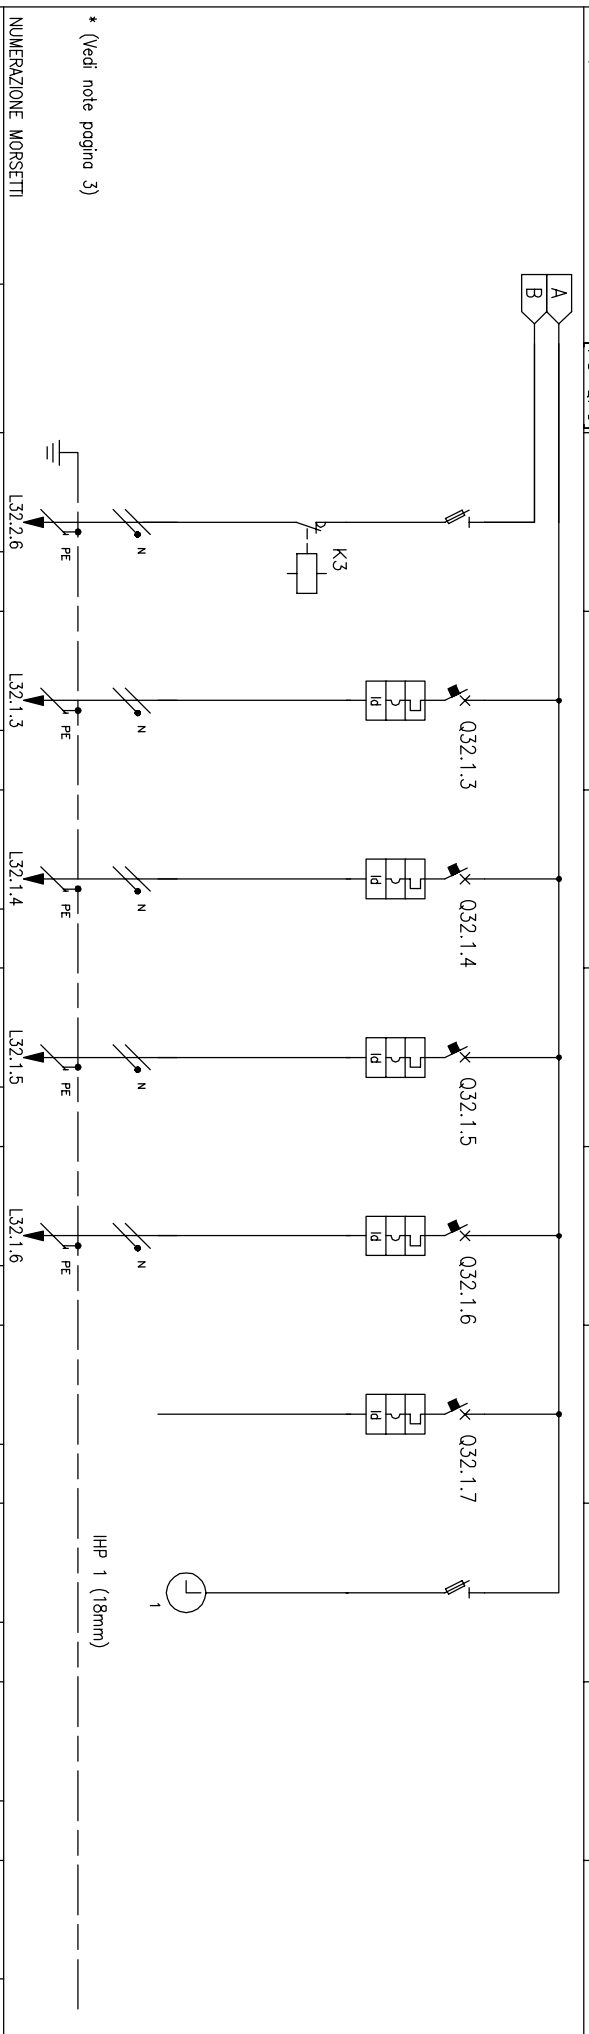 A
B
K3
Q32.1.3
Q32.1.4
Q32.1.5
Q32.1.6
Q32.1.7
Id
Id
Id
Id
Id
1
N
N
N
N
N
* (Vedi note pagina 3)
IHP 1 (18mm)
PE
PE
PE
PE
PE
NUMERAZIONE MORSETTI
L32.2.6
L32.1.3
L32.1.4
L32.1.5
L32.1.6